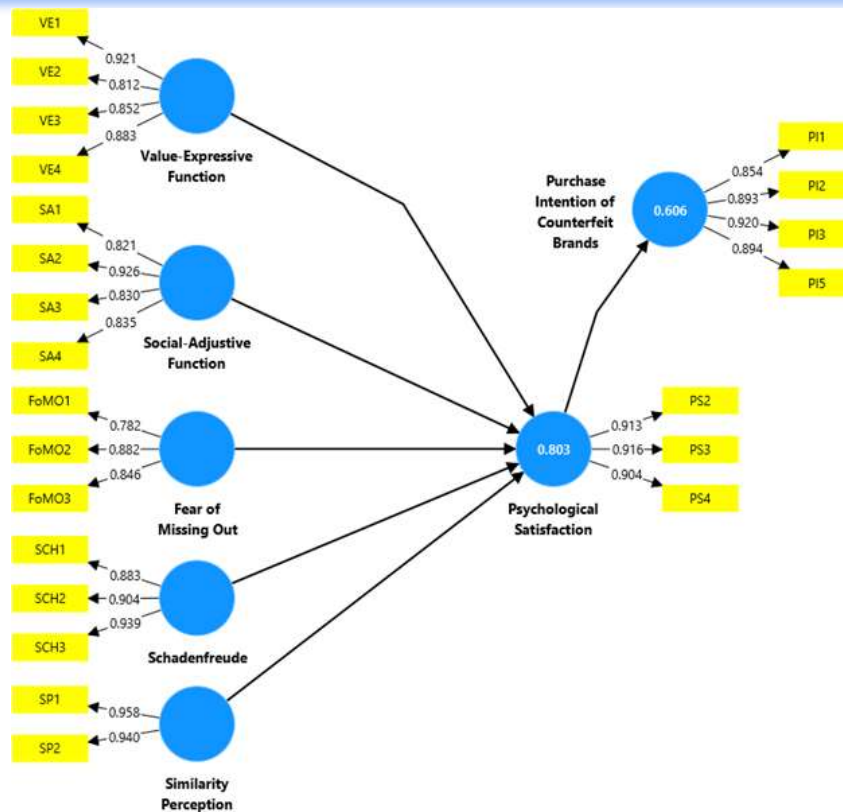 VE1
0.921
VE2
0.812
0.852
VE3
0.883
VE4
Value-Expressive
Function
SA1
0.821
SA2
0.926
0.830
SA3
0.835
SA4
Social-Adjustive
Function
FoMO1
0.782
FoMO2
0.882
0.846
FoMO3
Fear of
Missing Out
SCH1
0.883
SCH2
0.904
0.939
SCH3
Schadenfreude
SP1
0.958
0.940
SP2
Similarity
Perception
Purchase
Intention of
Counterfeit
Brands
0.606
PI1
0.854
PI2
0.893
0.920
PI3
0.894
PI5
0.803
Psychological
Satisfaction
PS2
0.913
0.916
PS3
0.904
PS4